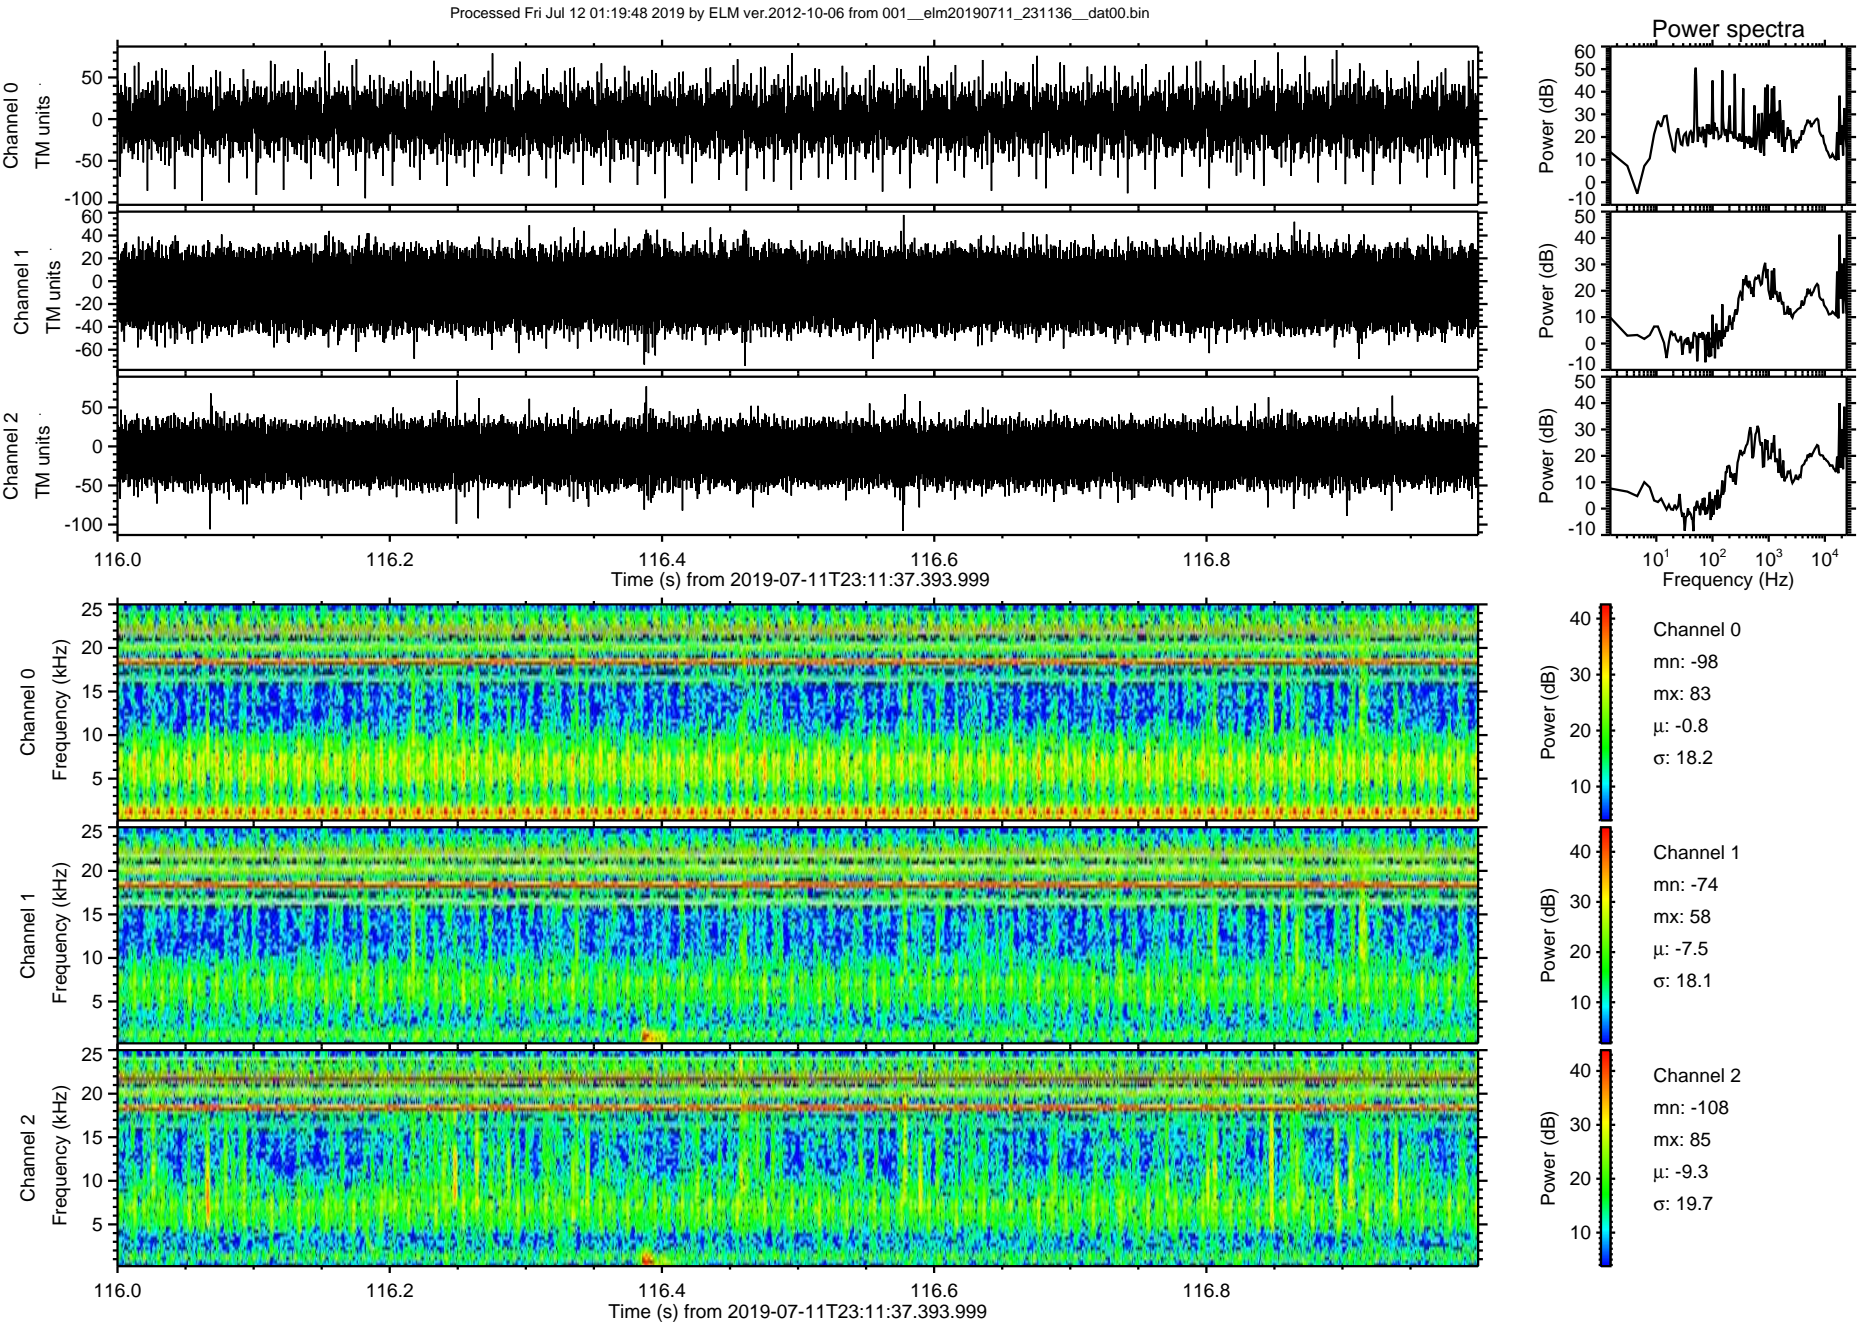 Processed Fri Jul 12 01:19:48 2019 by ELM ver.2012-10-06 from 001__elm20190711_231136__dat00.bin
Power spectra
Channel 0
TM units
50
0
-50
-100
Power (dB)
60
50
40
30
20
10
0
-10
Channel 1
TM units
60
40
20
0
-20
-40
-60
Power (dB)
50
40
30
20
10
0
-10
Channel 2
TM units
50
0
-50
-100
Power (dB)
50
40
30
20
10
0
-10
116.0 116.2 116.4 116.6 116.8
Time (s) from 2019-07-11T23:11:37.393.999
10^1 10^2 10^3 10^4
Frequency (Hz)
Channel 0
Frequency (kHz)
25
20
15
10
5
Power (dB)
40
30
20
10
Channel 0
mn: -98
mx: 83
μ: -0.8
σ: 18.2
Channel 1
Frequency (kHz)
25
20
15
10
5
Power (dB)
40
30
20
10
Channel 1
mn: -74
mx: 58
μ: -7.5
σ: 18.1
Channel 2
Frequency (kHz)
25
20
15
10
5
Power (dB)
40
30
20
10
Channel 2
mn: -108
mx: 85
μ: -9.3
σ: 19.7
116.0 116.2 116.4 116.6 116.8
Time (s) from 2019-07-11T23:11:37.393.999